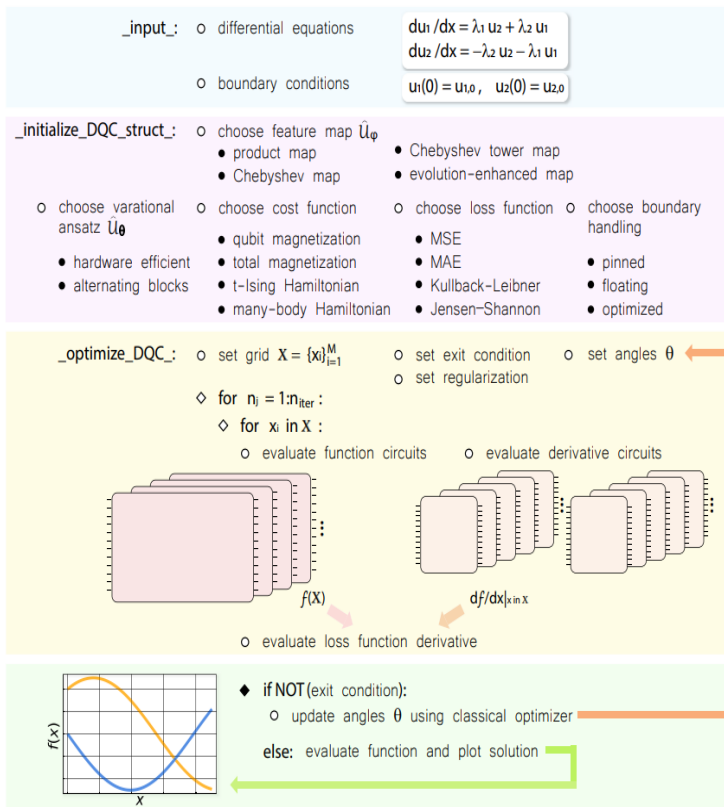 _input_: o differential equations du₁/dx = λ₁ u₂ + λ₂ u₁
du₂/dx = −λ₂ u₂ − λ₁ u₁
o boundary conditions u₁(0) = u₁,₀ , u₂(0) = u₂,₀
_initialize_DQC_struct_: o choose feature map Û_φ
• product map • Chebyshev tower map
• Chebyshev map • evolution-enhanced map
o choose varational ansatz Û_θ
• hardware efficient
• alternating blocks
o choose cost function
• qubit magnetization
• total magnetization
• t-Ising Hamiltonian
• many-body Hamiltonian
o choose loss function
• MSE
• MAE
• Kullback-Leibner
• Jensen-Shannon
o choose boundary handling
• pinned
• floating
• optimized
_optimize_DQC_: o set grid X = {xᵢ}ᴹᵢ₌₁ o set exit condition o set angles θ
o set regularization
◇ for nⱼ = 1:n_iter :
◇ for xᵢ in X :
o evaluate function circuits o evaluate derivative circuits
f(X) df/dx|x in X
o evaluate loss function derivative
◆ if NOT(exit condition):
o update angles θ using classical optimizer
else: evaluate function and plot solution
f(x)
x